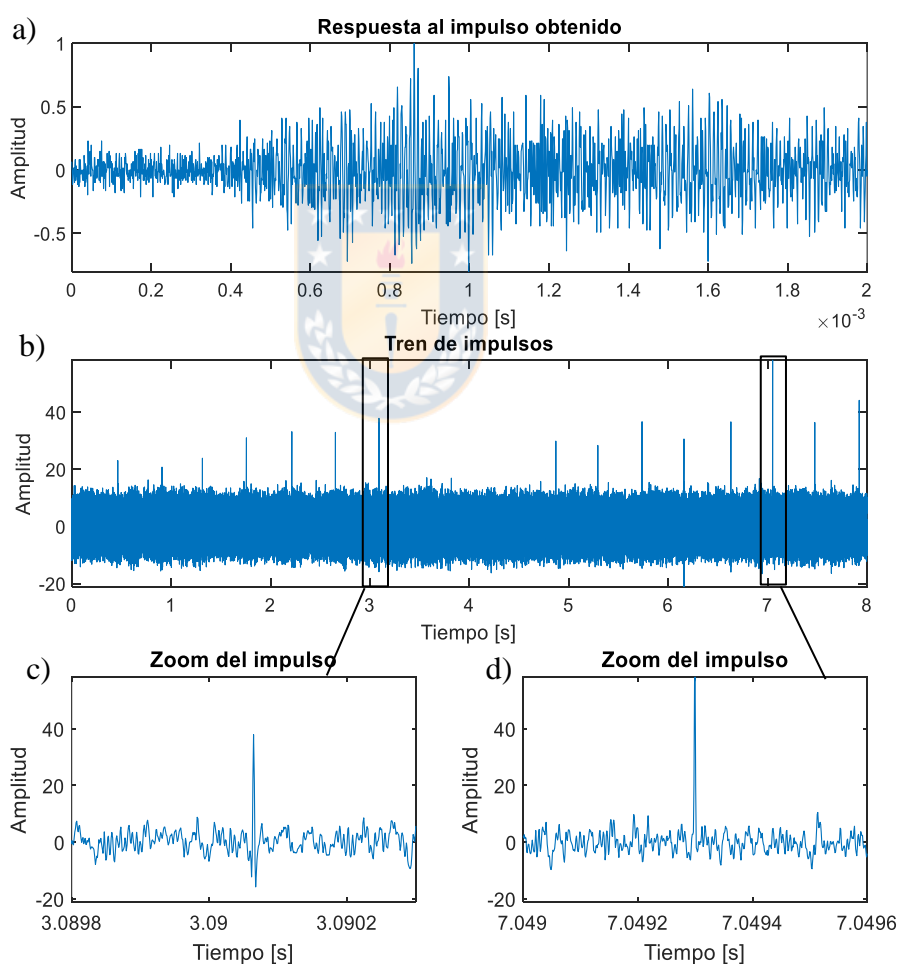 a)
Respuesta al impulso obtenido
1
0.5
0
-0.5
Amplitud
0 0.2 0.4 0.6 0.8 1 1.2 1.4 1.6 1.8 2
Tiempo [s]
×10⁻³
b)
Tren de impulsos
40
20
0
-20
Amplitud
0 1 2 3 4 5 6 7 8
Tiempo [s]
c)
Zoom del impulso
40
20
0
-20
Amplitud
3.0898 3.09 3.0902
Tiempo [s]
d)
Zoom del impulso
40
20
0
-20
Amplitud
7.049 7.0492 7.0494 7.0496
Tiempo [s]